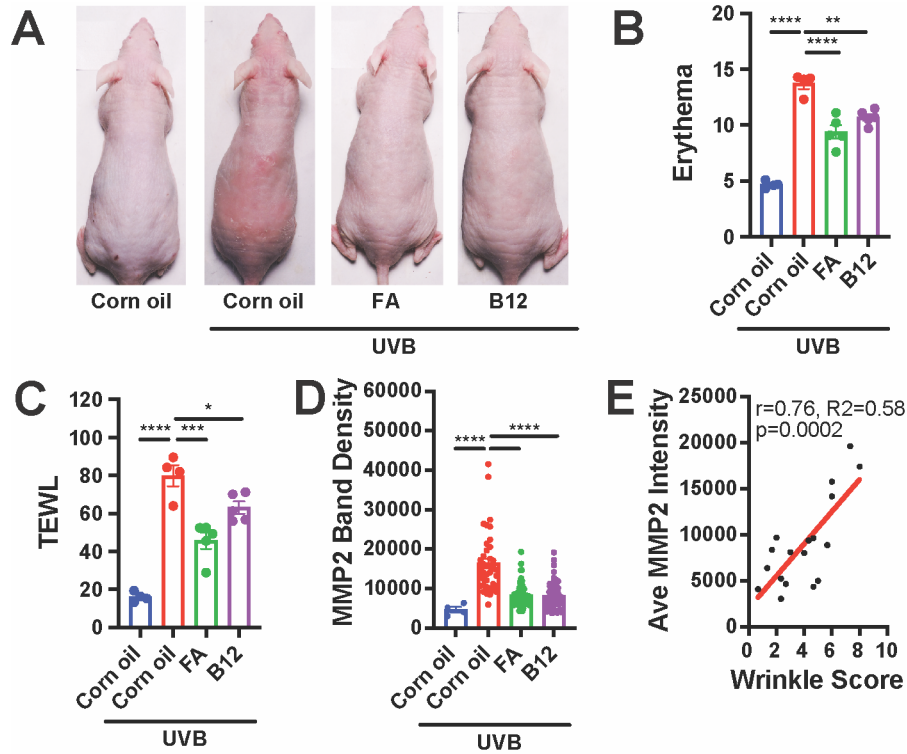 A
Corn oil
Corn oil
FA
B12
UVB
B
Erythema
20
15
10
5
0
****
**
****
Corn oil
Corn oil
FA
B12
UVB
C
TEWL
120
100
80
60
40
20
0
****
***
*
Corn oil
Corn oil
FA
B12
UVB
D
MMP2 Band Density
60000
50000
40000
30000
20000
10000
0
****
****
Corn oil
Corn oil
FA
B12
UVB
E
Ave MMP2 Intensity
25000
20000
15000
10000
5000
0
r=0.76, R2=0.58
p=0.0002
0 2 4 6 8 10
Wrinkle Score